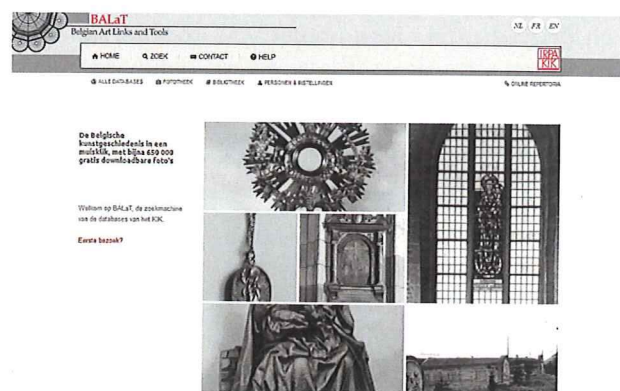 BALaT
Belgian Art Links and Tools
NL FR EN
HOME ZOEK CONTACT HELP
IRPA
KIK
ALLE DATABASES FOTOTHEEK BIBLIOTHEEK PERSONEN & INSTELLINGEN
ONLINE REPERTORIA
De Belgische
kunstgeschiedenis in een
muisklik, met bijna 650 000
gratis downloadbare foto's
Welkom op BALaT, de zoekmachine
van de databases van het KIK.
Eerste bezoek?